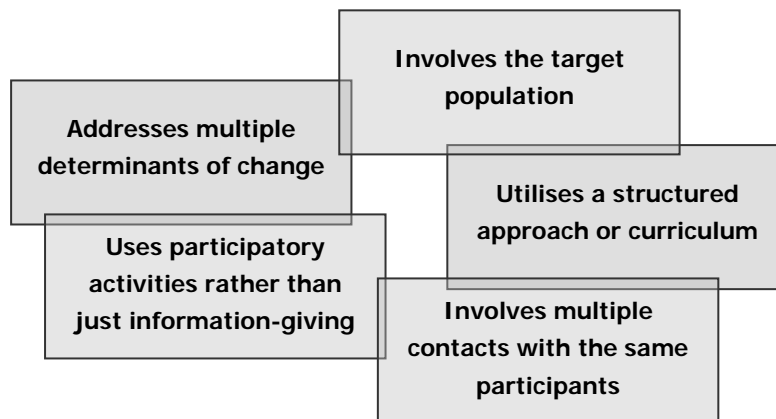 Involves the target
population
Addresses multiple
determinants of change
Utilises a structured
approach or curriculum
Uses participatory
activities rather than
just information-giving
Involves multiple
contacts with the same
participants